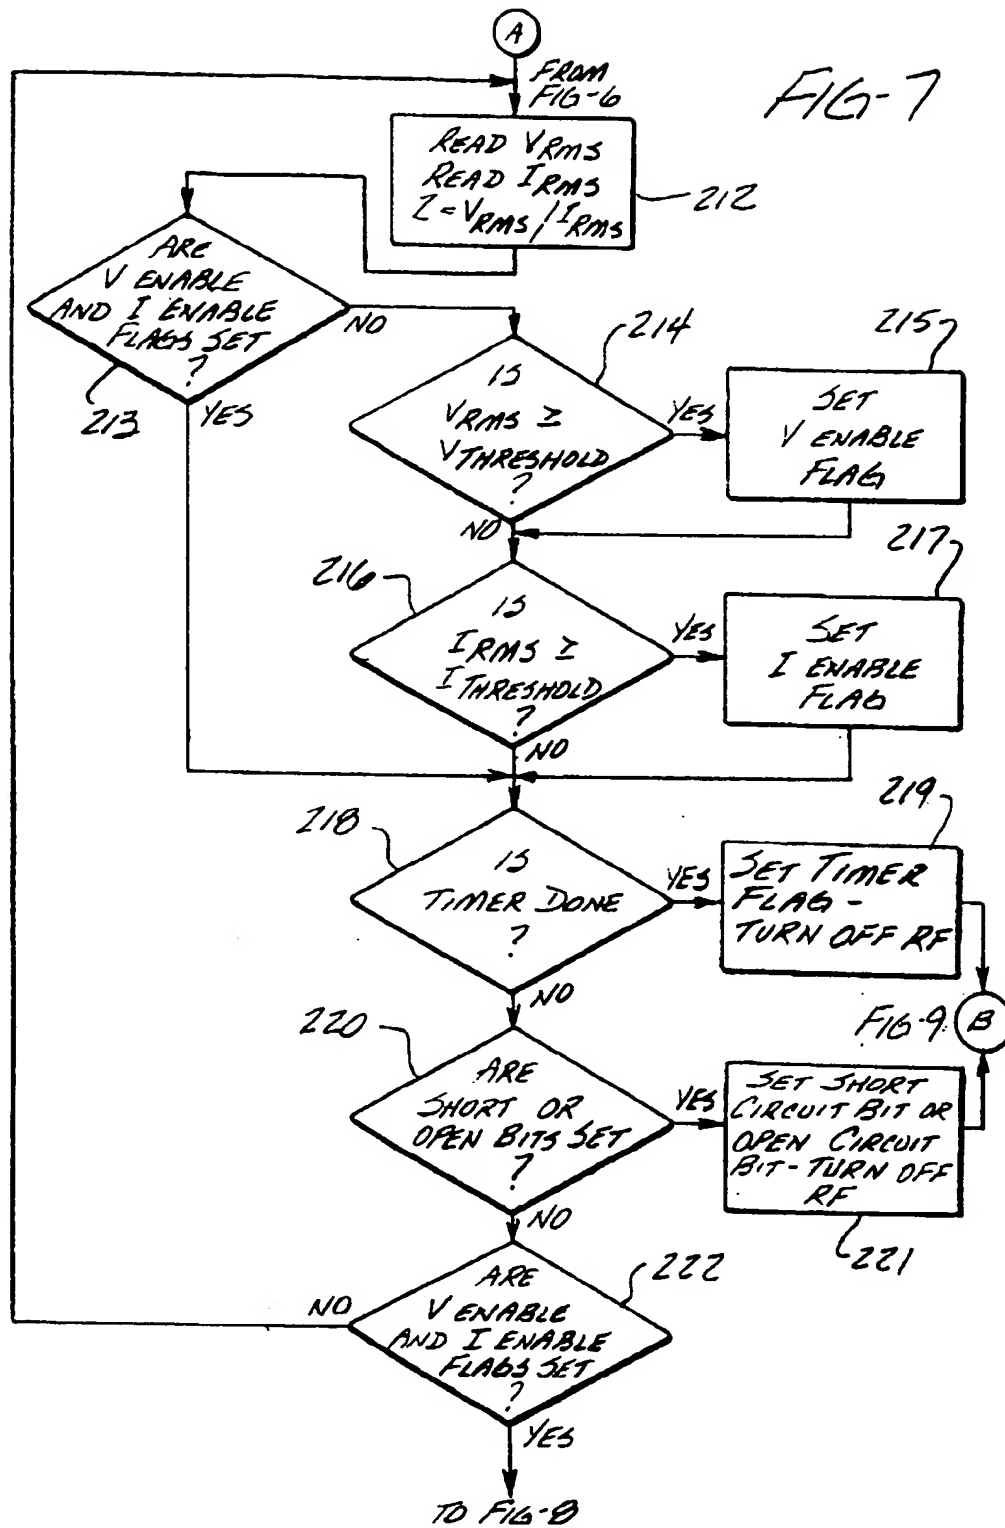 A
FROM
FIG-6
FIG-7
READ VRMS
READ IRMS
Z=VRMS/IRMS
212
ARE
V ENABLE
AND I ENABLE
FLAGS SET
?
213
NO
YES
214
IS
VRMS ≥
VTHRESHOLD
?
YES
NO
215
SET
V ENABLE
FLAG
216
IS
IRMS ≥
ITHRESHOLD
?
YES
NO
217
SET
I ENABLE
FLAG
218
IS
TIMER DONE
?
YES
NO
219
SET TIMER
FLAG -
TURN OFF RF
FIG-9
B
220
ARE
SHORT OR
OPEN BITS SET
?
YES
NO
SET SHORT
CIRCUIT BIT OR
OPEN CIRCUIT
BIT-TURN OFF
RF
221
222
ARE
V ENABLE
AND I ENABLE
FLAGS SET
?
NO
YES
TO FIG-8